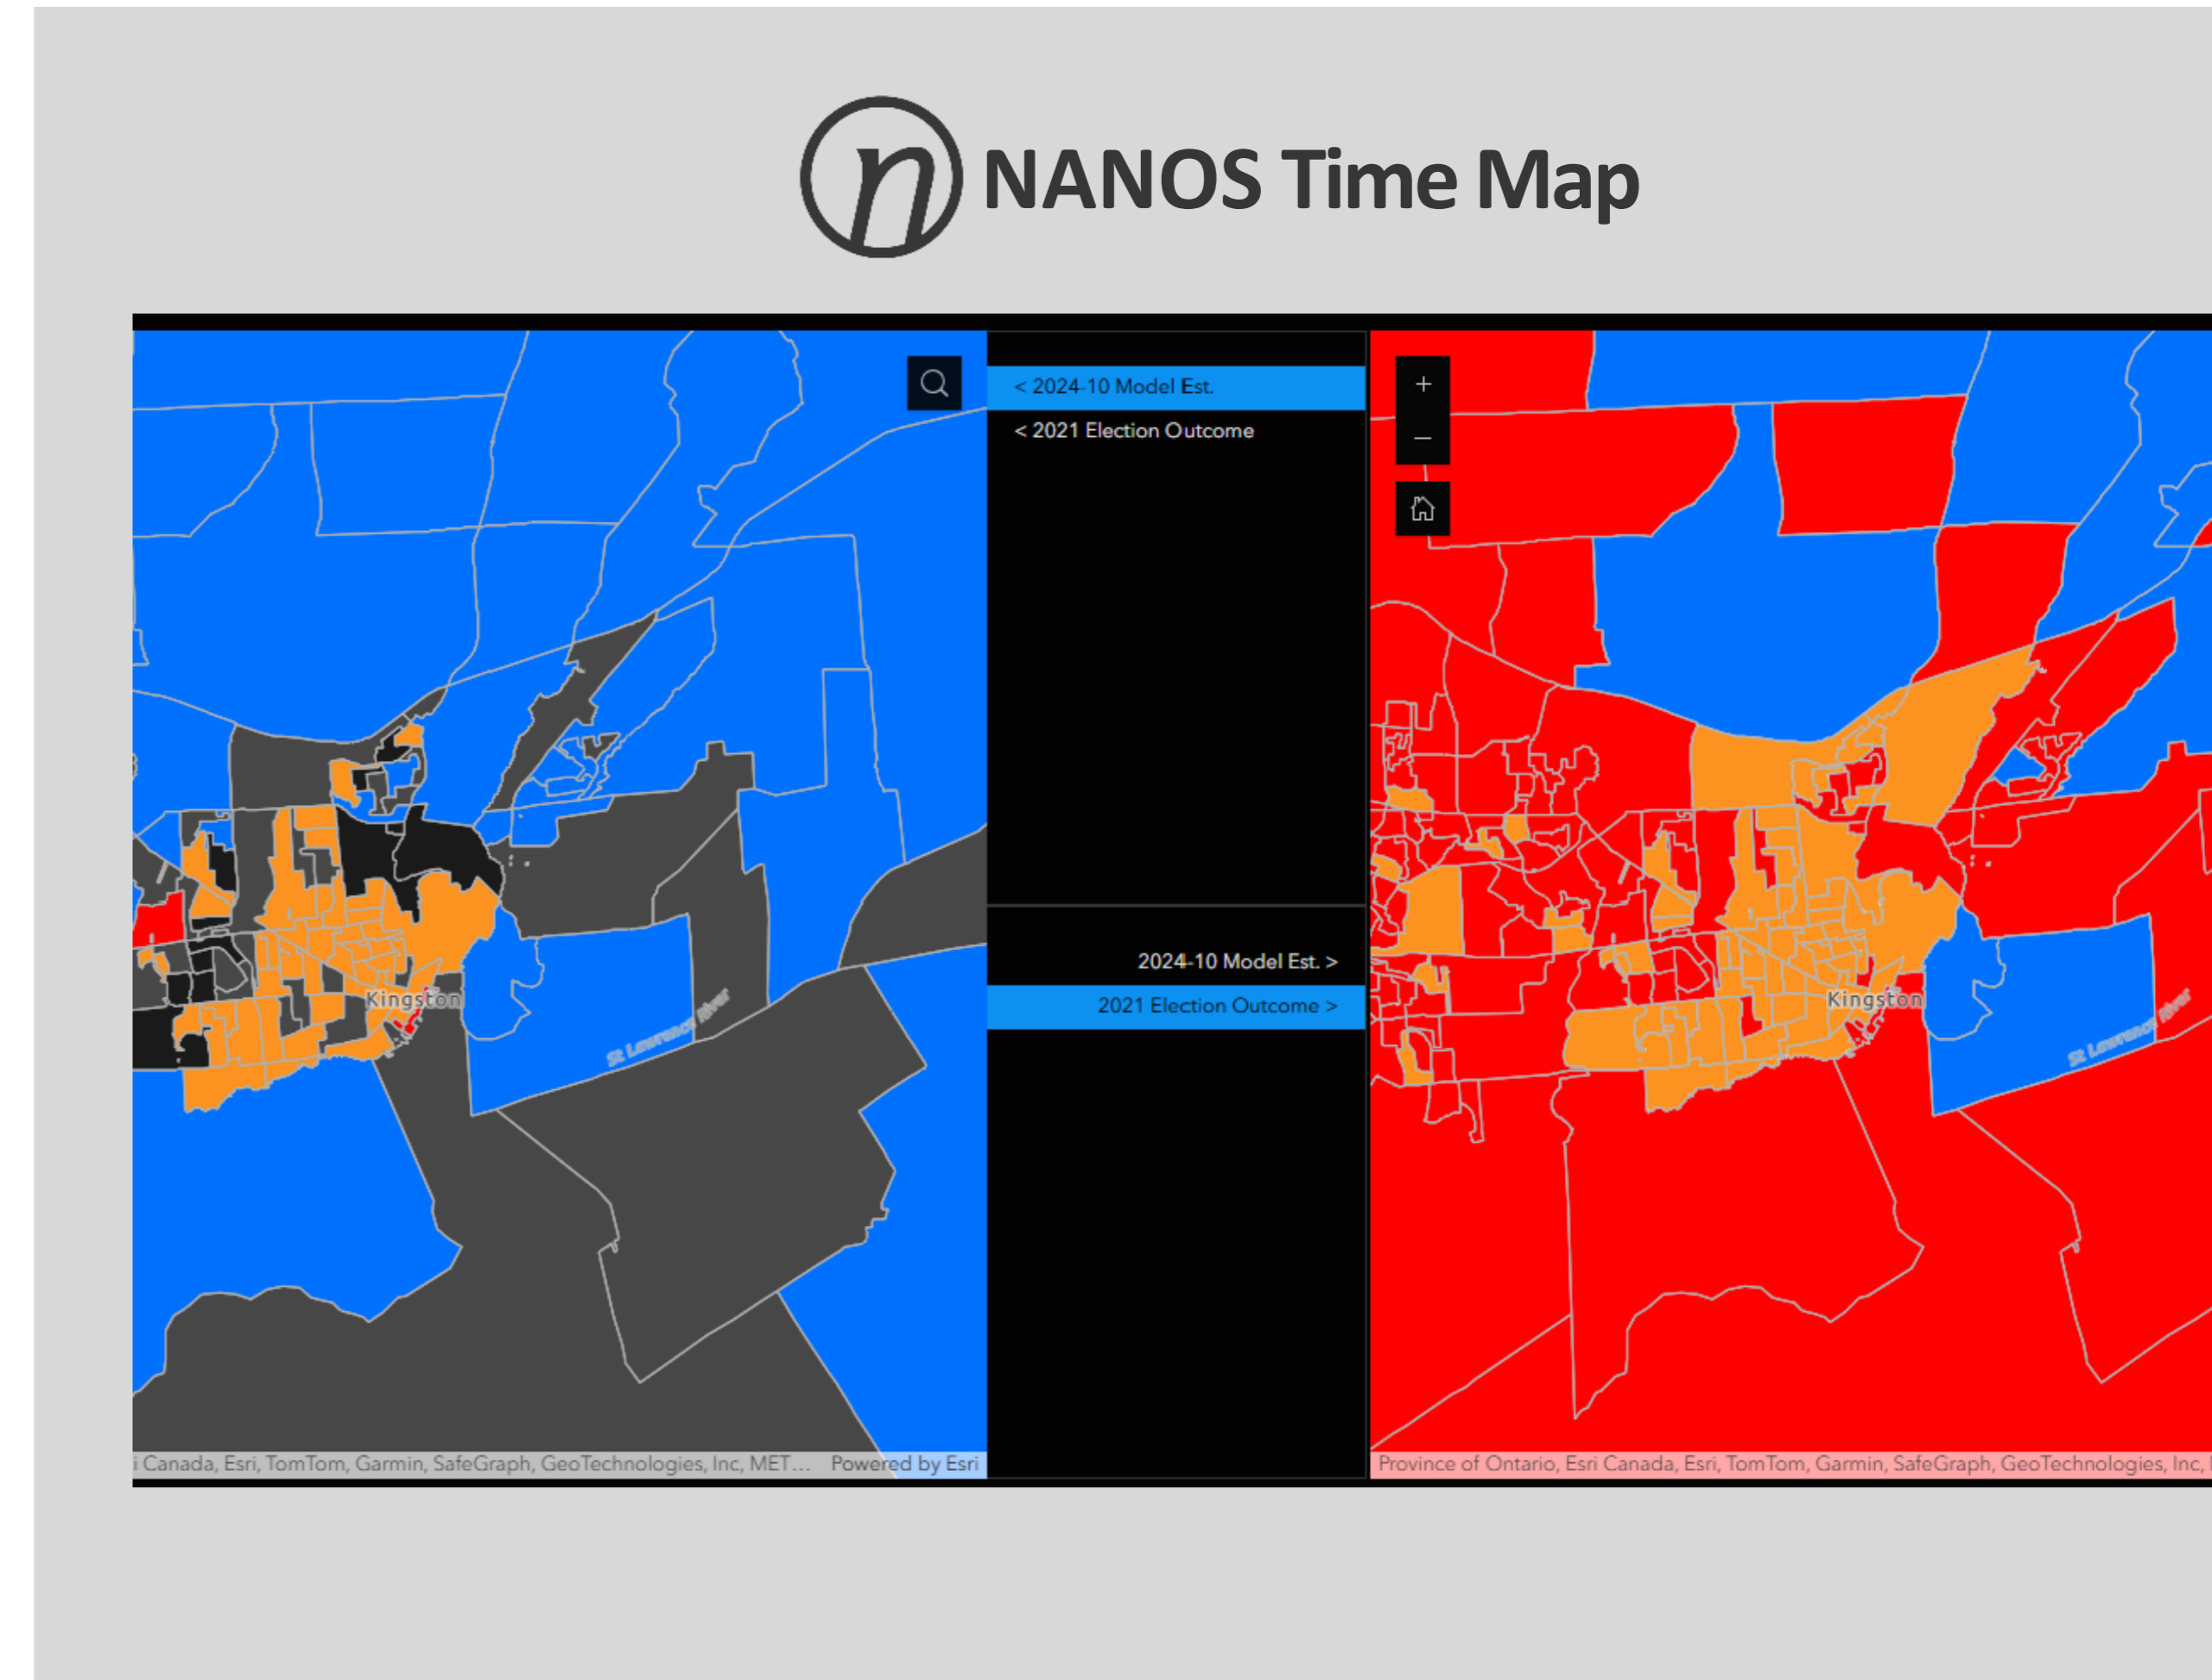 n NANOS Time Map
< 2024-10 Model Est.
< 2021 Election Outcome
2024-10 Model Est. >
2021 Election Outcome >
Kingston
St Lawrence River
Kingston
St Lawrence River
i Canada, Esri, TomTom, Garmin, SafeGraph, GeoTechnologies, Inc, MET... Powered by Esri
Province of Ontario, Esri Canada, Esri, TomTom, Garmin, SafeGraph, GeoTechnologies, Inc,